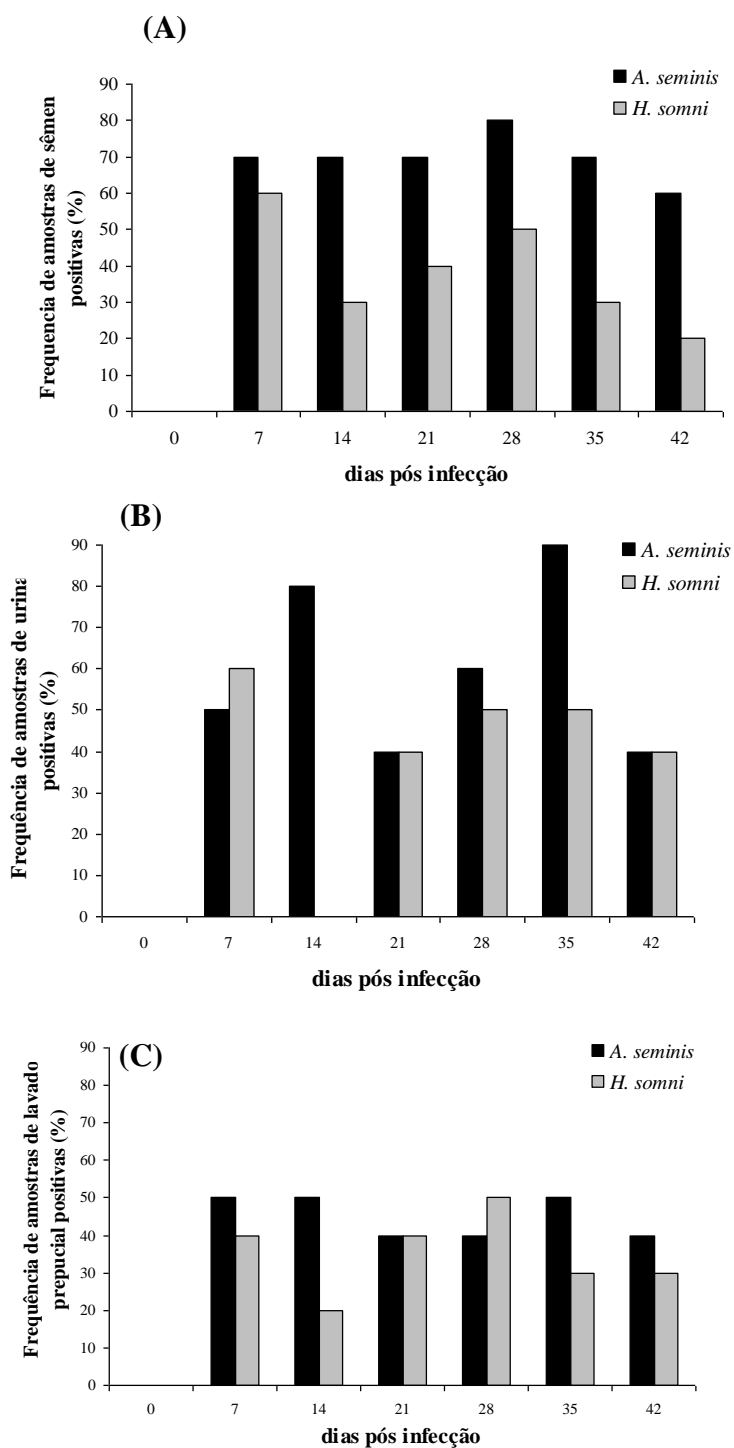 (A)
A. seminis
H. somni
Frequencia de amostras de sêmen
positivas (%)
90
80
70
60
50
40
30
20
10
0
0 7 14 21 28 35 42
dias pós infecção
(B)
A. seminis
H. somni
Frequência de amostras de urina
positivas (%)
90
80
70
60
50
40
30
20
10
0
0 7 14 21 28 35 42
dias pós infecção
(C)
A. seminis
H. somni
Frequência de amostras de lavado
prepucial positivas (%)
90
80
70
60
50
40
30
20
10
0
0 7 14 21 28 35 42
dias pós infecção